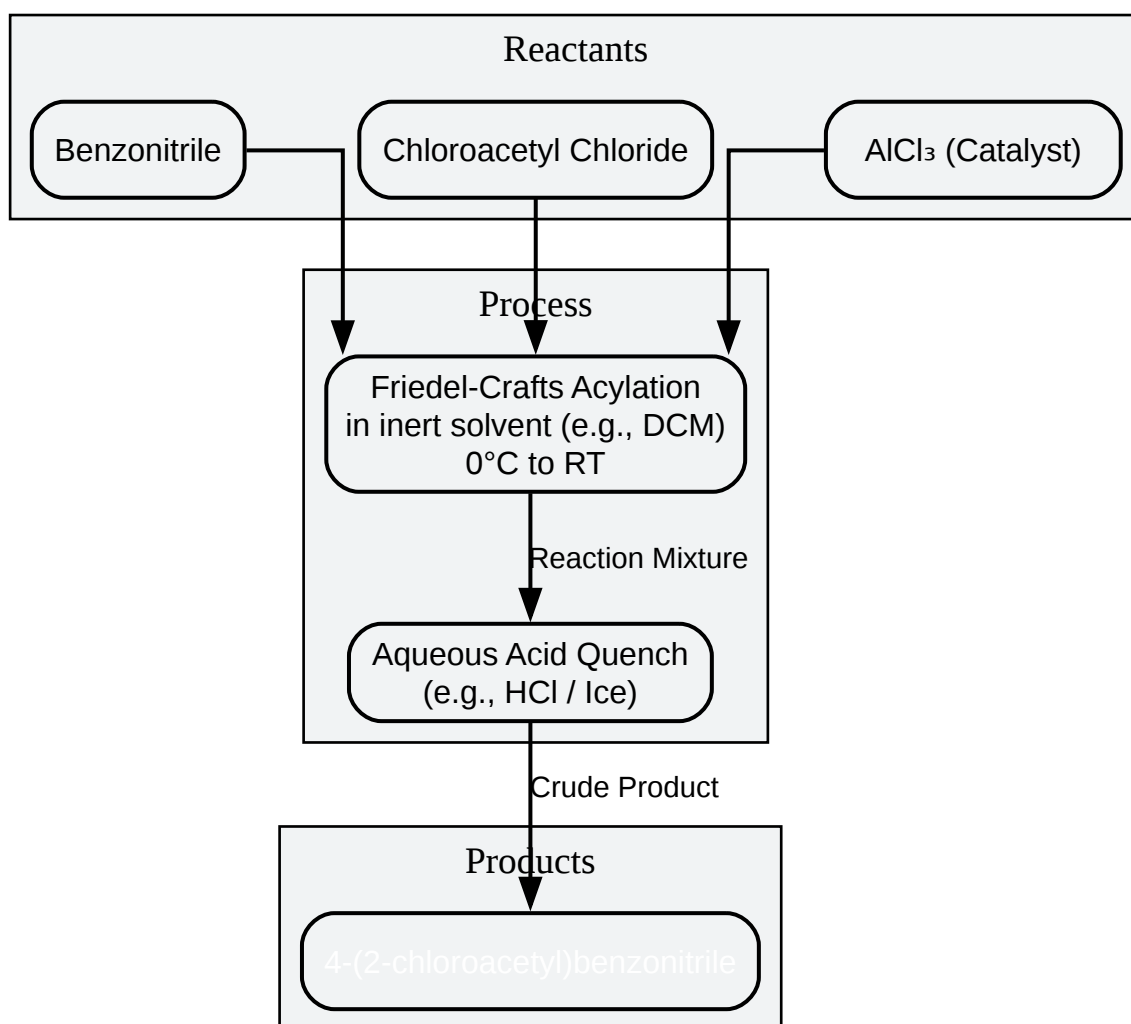 Reactants
Benzonitrile
Chloroacetyl Chloride
AlCl₃ (Catalyst)
Process
Friedel-Crafts Acylation
in inert solvent (e.g., DCM)
0°C to RT
Reaction Mixture
Aqueous Acid Quench
(e.g., HCl / Ice)
Crude Product
Products
4-(2-chloroacetyl)benzonitrile